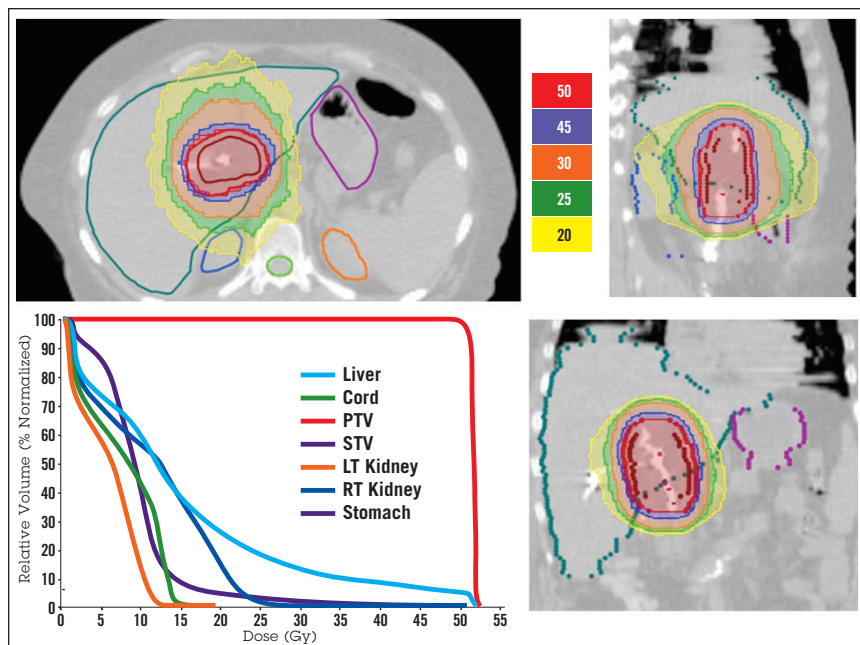 50
45
30
25
20
100
90
80
70
60
50
40
30
20
10
0
Relative Volume (% Normalized)
Liver
Cord
PTV
STV
LT Kidney
RT Kidney
Stomach
0 5 10 15 20 25 30 35 40 45 50 55
Dose (Gy)